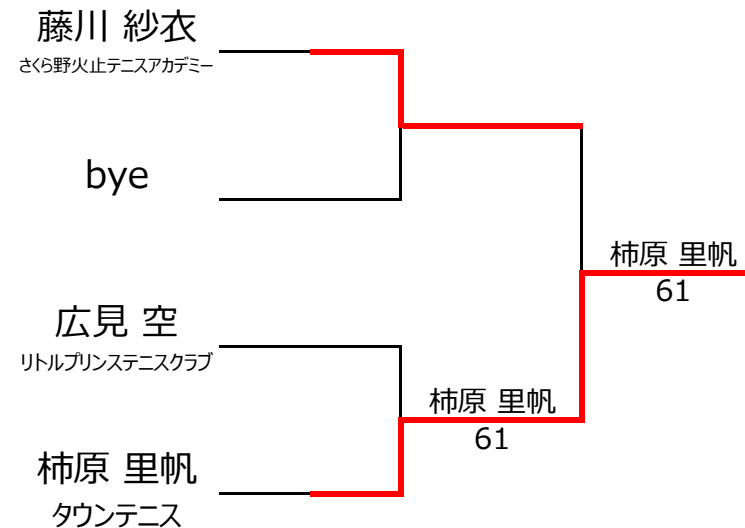 藤川 紗衣
さくら野火止テニスアカデミー
bye
広見 空
リトルプリンステニスクラブ
柿原 里帆
タウンテニス
柿原 里帆
61
柿原 里帆
61